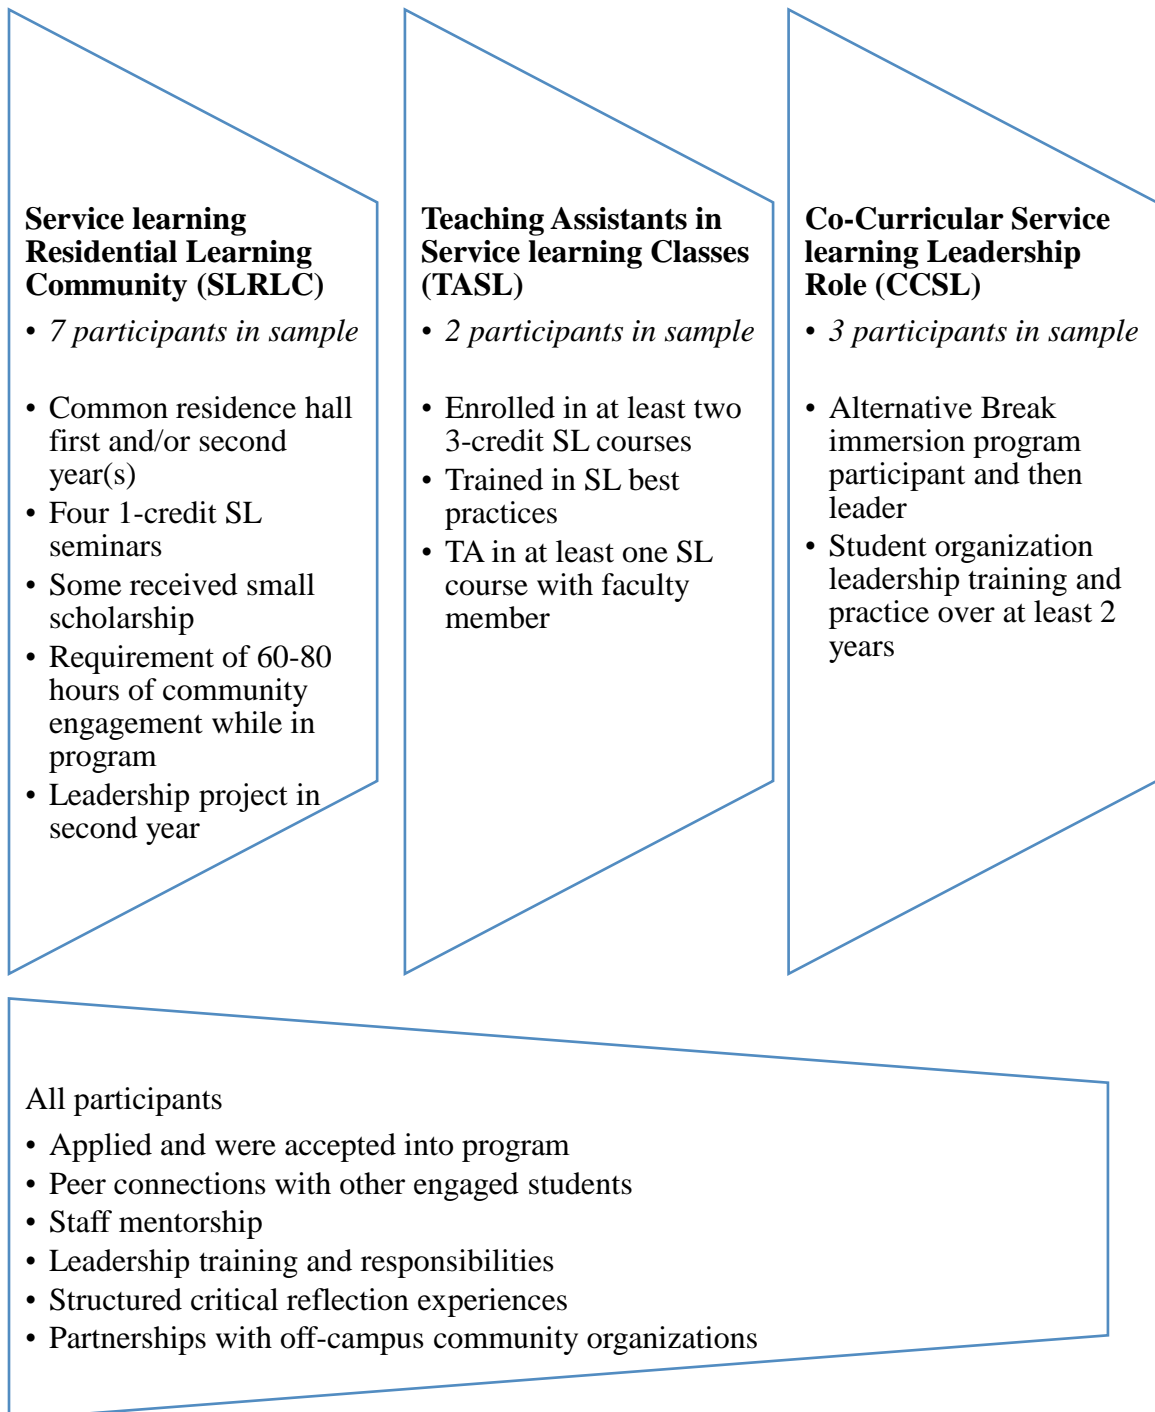 Service learning
Residential Learning
Community (SLRLC)
• 7 participants in sample
• Common residence hall
first and/or second
year(s)
• Four 1-credit SL
seminars
• Some received small
scholarship
• Requirement of 60-80
hours of community
engagement while in
program
• Leadership project in
second year
Teaching Assistants in
Service learning Classes
(TASL)
• 2 participants in sample
• Enrolled in at least two
3-credit SL courses
• Trained in SL best
practices
• TA in at least one SL
course with faculty
member
Co-Curricular Service
learning Leadership
Role (CCSL)
• 3 participants in sample
• Alternative Break
immersion program
participant and then
leader
• Student organization
leadership training and
practice over at least 2
years
All participants
• Applied and were accepted into program
• Peer connections with other engaged students
• Staff mentorship
• Leadership training and responsibilities
• Structured critical reflection experiences
• Partnerships with off-campus community organizations